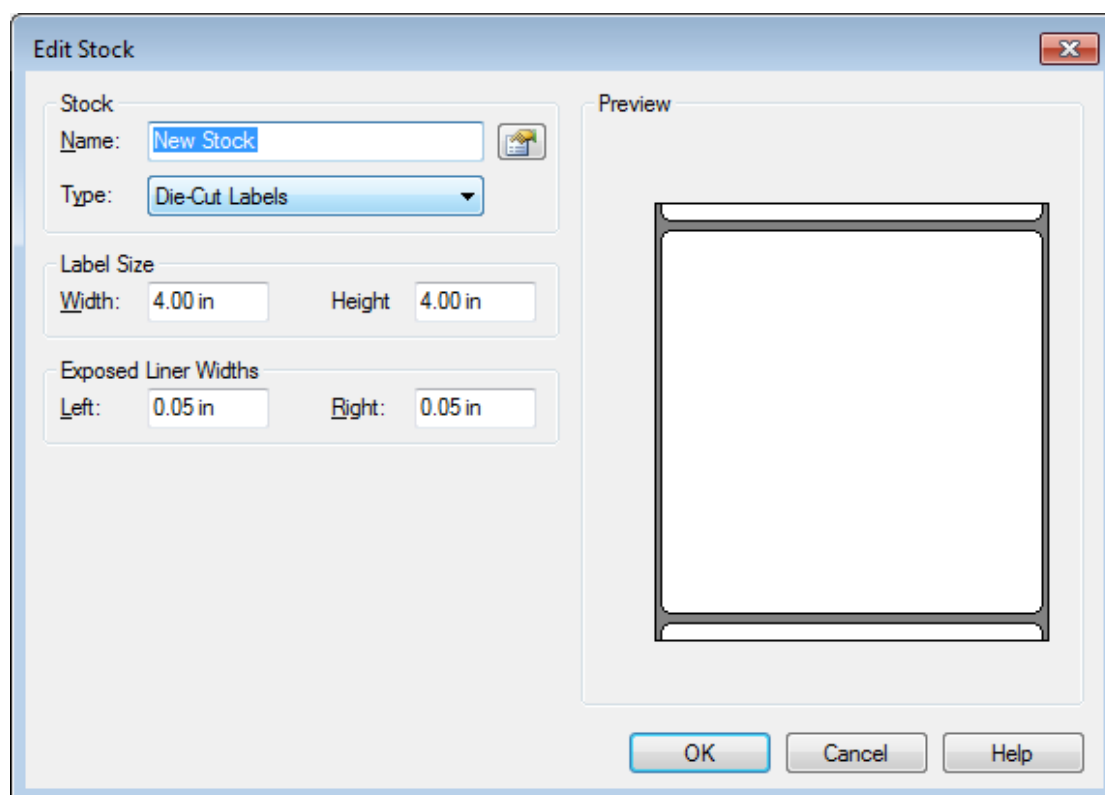 Edit Stock
Stock
Name: New Stock
Type: Die-Cut Labels
Label Size
Width: 4.00 in Height 4.00 in
Exposed Liner Widths
Left: 0.05 in Right: 0.05 in
Preview
OK Cancel Help